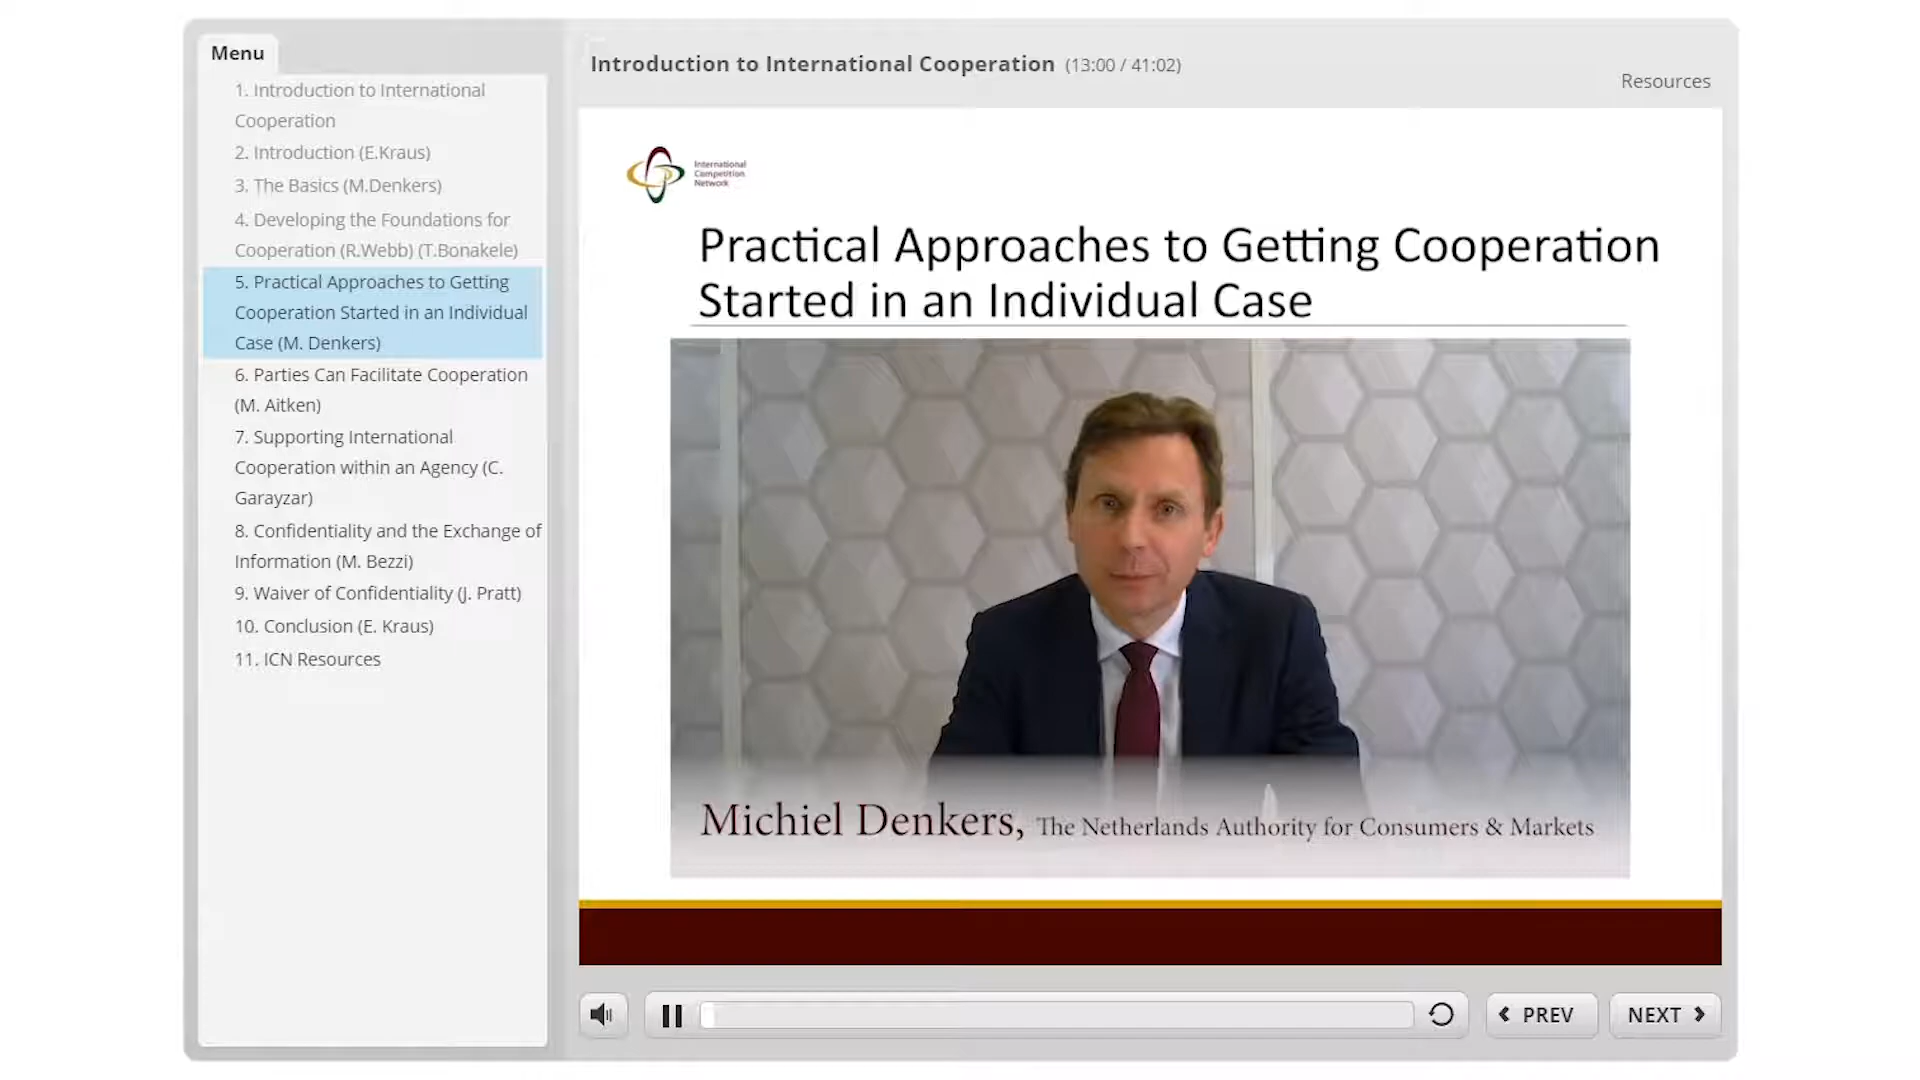 Menu
1. Introduction to International
Cooperation
2. Introduction (E.Kraus)
3. The Basics (M.Denkers)
4. Developing the Foundations for
Cooperation (R.Webb) (T.Bonakele)
5. Practical Approaches to Getting
Cooperation Started in an Individual
Case (M. Denkers)
6. Parties Can Facilitate Cooperation
(M. Aitken)
7. Supporting International
Cooperation within an Agency (C.
Garayzar)
8. Confidentiality and the Exchange of
Information (M. Bezzi)
9. Waiver of Confidentiality (J. Pratt)
10. Conclusion (E. Kraus)
11. ICN Resources
Introduction to International Cooperation (13:00 / 41:02)
Resources
International
Competition
Network
Practical Approaches to Getting Cooperation
Started in an Individual Case
Michiel Denkers, The Netherlands Authority for Consumers & Markets
PREV
NEXT